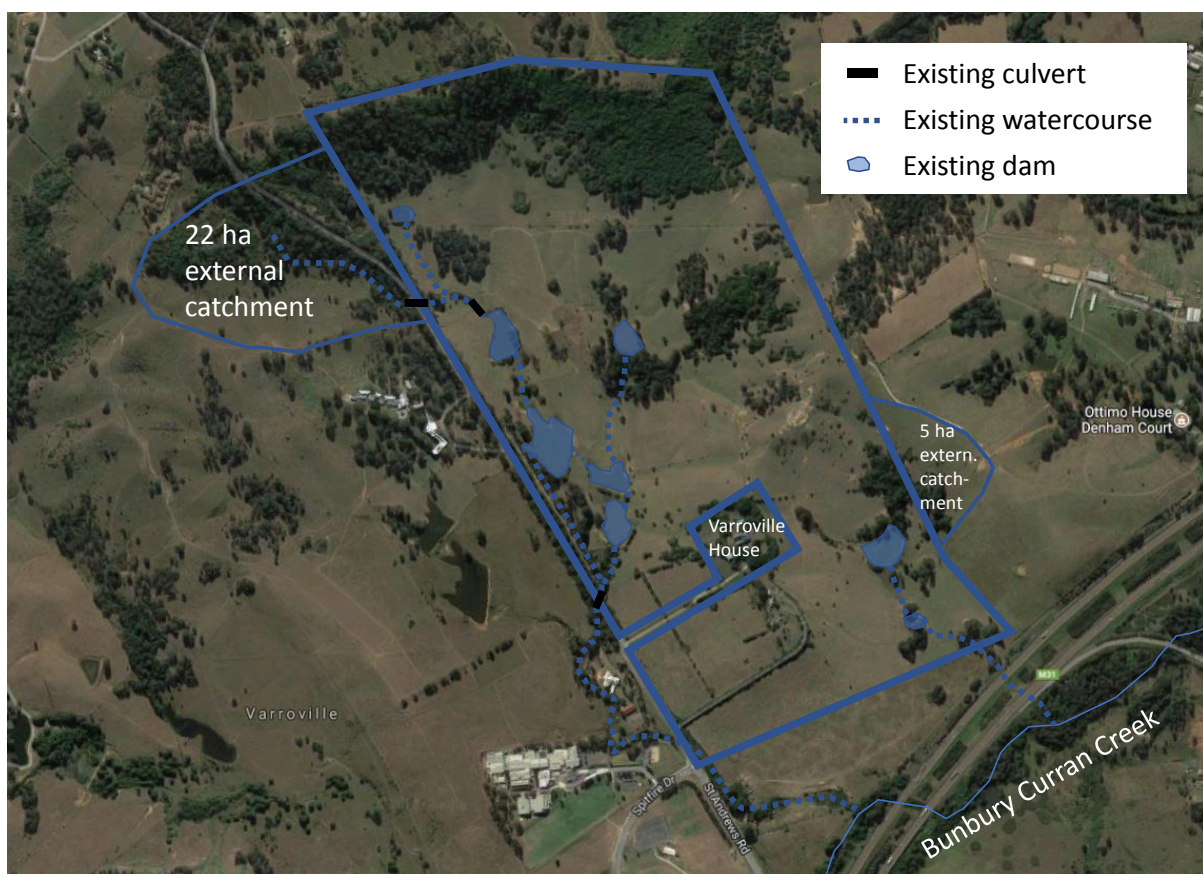 Existing culvert
Existing watercourse
Existing dam
22 ha
external
catchment
Ottimo House
Denham Court
5 ha
extern.
catch-
ment
Varroville
House
M31
Varroville
Spitfire Dr
St Andrews Rd
Bunbury Curran Creek